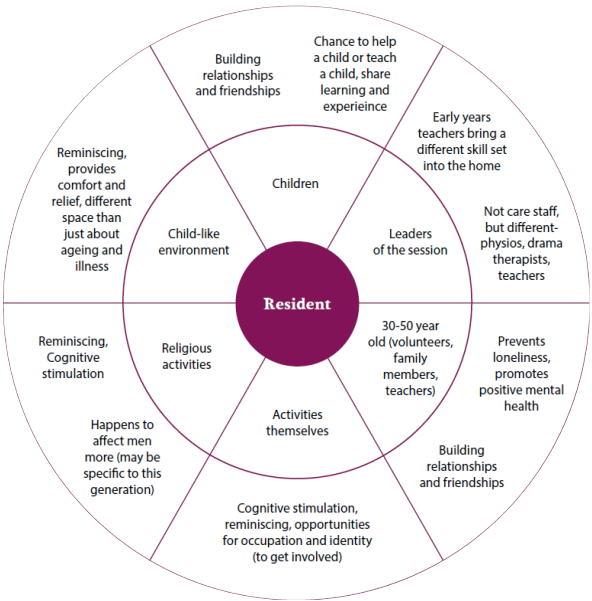 Building
relationships
and friendships
Chance to help
a child or teach
a child, share
learning and
experieince
Early years
teachers bring a
different skill set
into the home
Reminiscing,
provides
comfort and
relief, different
space than
just about
ageing and
illness
Children
Child-like
environment
Leaders
of the session
Not care staff,
but different-
physios, drama
therapists,
teachers
Resident
Reminiscing,
Cognitive
stimulation
Religious
activities
30-50 year
old (volunteers,
family
members,
teachers)
Prevents
loneliness,
promotes
positive mental
health
Activities
themselves
Happens to
affect men
more (may be
specific to this
generation)
Building
relationships
and friendships
Cognitive stimulation,
reminiscing, opportunities
for occupation and identity
(to get involved)